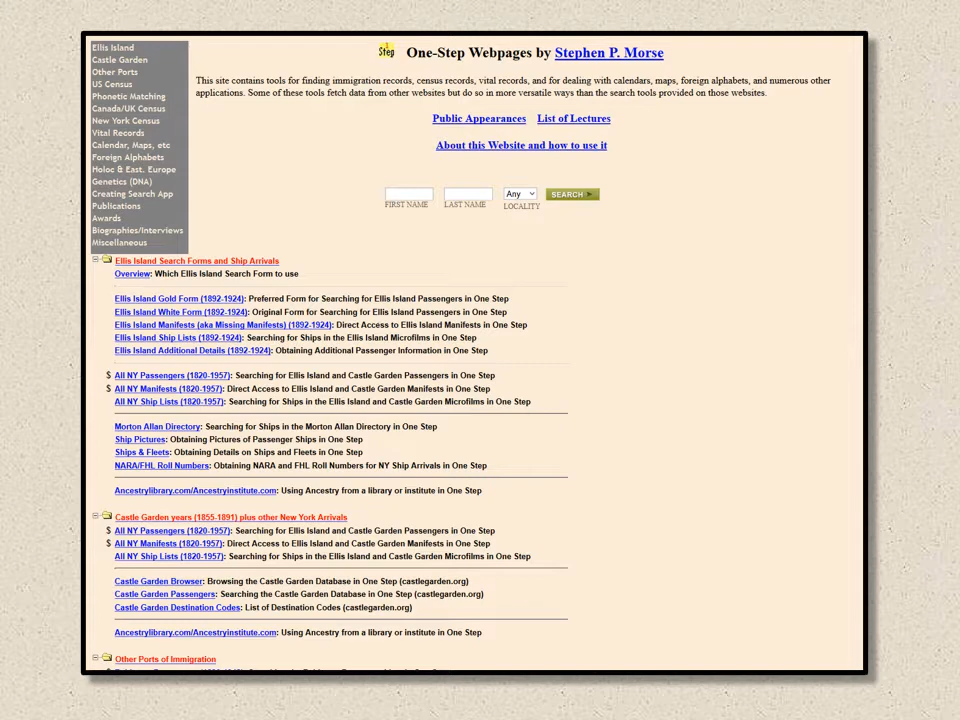 Ellis Island
Castle Garden
Other Ports
US Census
Phonetic Matching
Canada/UK Census
New York Census
Vital Records
Calendar, Maps, etc
Foreign Alphabets
Holoc & East. Europe
Genetics (DNA)
Creating Search App
Publications
Awards
Biographies/Interviews
Miscellaneous
1
Step
One-Step Webpages by Stephen P. Morse
This site contains tools for finding immigration records, census records, vital records, and for dealing with calendars, maps, foreign alphabets, and numerous other
applications. Some of these tools fetch data from other websites but do so in more versatile ways than the search tools provided on those websites.
Public Appearances List of Lectures
About this Website and how to use it
Any SEARCH
FIRST NAME LAST NAME LOCALITY
Ellis Island Search Forms and Ship Arrivals
Overview: Which Ellis Island Search Form to use
Ellis Island Gold Form (1892-1924): Preferred Form for Searching for Ellis Island Passengers in One Step
Ellis Island White Form (1892-1924): Original Form for Searching for Ellis Island Passengers in One Step
Ellis Island Manifests (aka Missing Manifests) (1892-1924): Direct Access to Ellis Island Manifests in One Step
Ellis Island Ship Lists (1892-1924): Searching for Ships in the Ellis Island Microfilms in One Step
Ellis Island Additional Details (1892-1924): Obtaining Additional Passenger Information in One Step
$ All NY Passengers (1820-1957): Searching for Ellis Island and Castle Garden Passengers in One Step
$ All NY Manifests (1820-1957): Direct Access to Ellis Island and Castle Garden Manifests in One Step
All NY Ship Lists (1820-1957): Searching for Ships in the Ellis Island and Castle Garden Microfilms in One Step
Morton Allan Directory: Searching for Ships in the Morton Allan Directory in One Step
Ship Pictures: Obtaining Pictures of Passenger Ships in One Step
Ships & Fleets: Obtaining Details on Ships and Fleets in One Step
NARA/FHL Roll Numbers: Obtaining NARA and FHL Roll Numbers for NY Ship Arrivals in One Step
Ancestrylibrary.com/Ancestryinstitute.com: Using Ancestry from a library or institute in One Step
Castle Garden years (1855-1891) plus other New York Arrivals
$ All NY Passengers (1820-1957): Searching for Ellis Island and Castle Garden Passengers in One Step
$ All NY Manifests (1820-1957): Direct Access to Ellis Island and Castle Garden Manifests in One Step
All NY Ship Lists (1820-1957): Searching for Ships in the Ellis Island and Castle Garden Microfilms in One Step
Castle Garden Browser: Browsing the Castle Garden Database in One Step (castlegarden.org)
Castle Garden Passengers: Searching the Castle Garden Database in One Step (castlegarden.org)
Castle Garden Destination Codes: List of Destination Codes (castlegarden.org)
Ancestrylibrary.com/Ancestryinstitute.com: Using Ancestry from a library or institute in One Step
Other Ports of Immigration